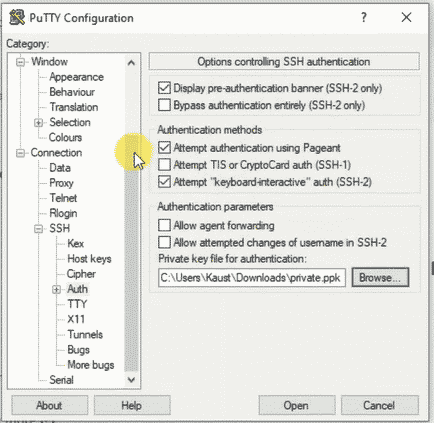 PuTTY Configuration
?
Category:
Window
Appearance
Behaviour
Translation
Selection
Colours
Connection
Data
Proxy
Telnet
Rlogin
SSH
Kex
Host keys
Cipher
Auth
TTY
X11
Tunnels
Bugs
More bugs
Serial
Options controlling SSH authentication
Display pre-authentication banner (SSH-2 only)
Bypass authentication entirely (SSH-2 only)
Authentication methods
Attempt authentication using Pageant
Attempt TIS or CryptoCard auth (SSH-1)
Attempt "keyboard-interactive" auth (SSH-2)
Authentication parameters
Allow agent forwarding
Allow attempted changes of username in SSH-2
Private key file for authentication:
C:\Users\Kaust\Downloads\private.ppk Browse...
About Help Open Cancel